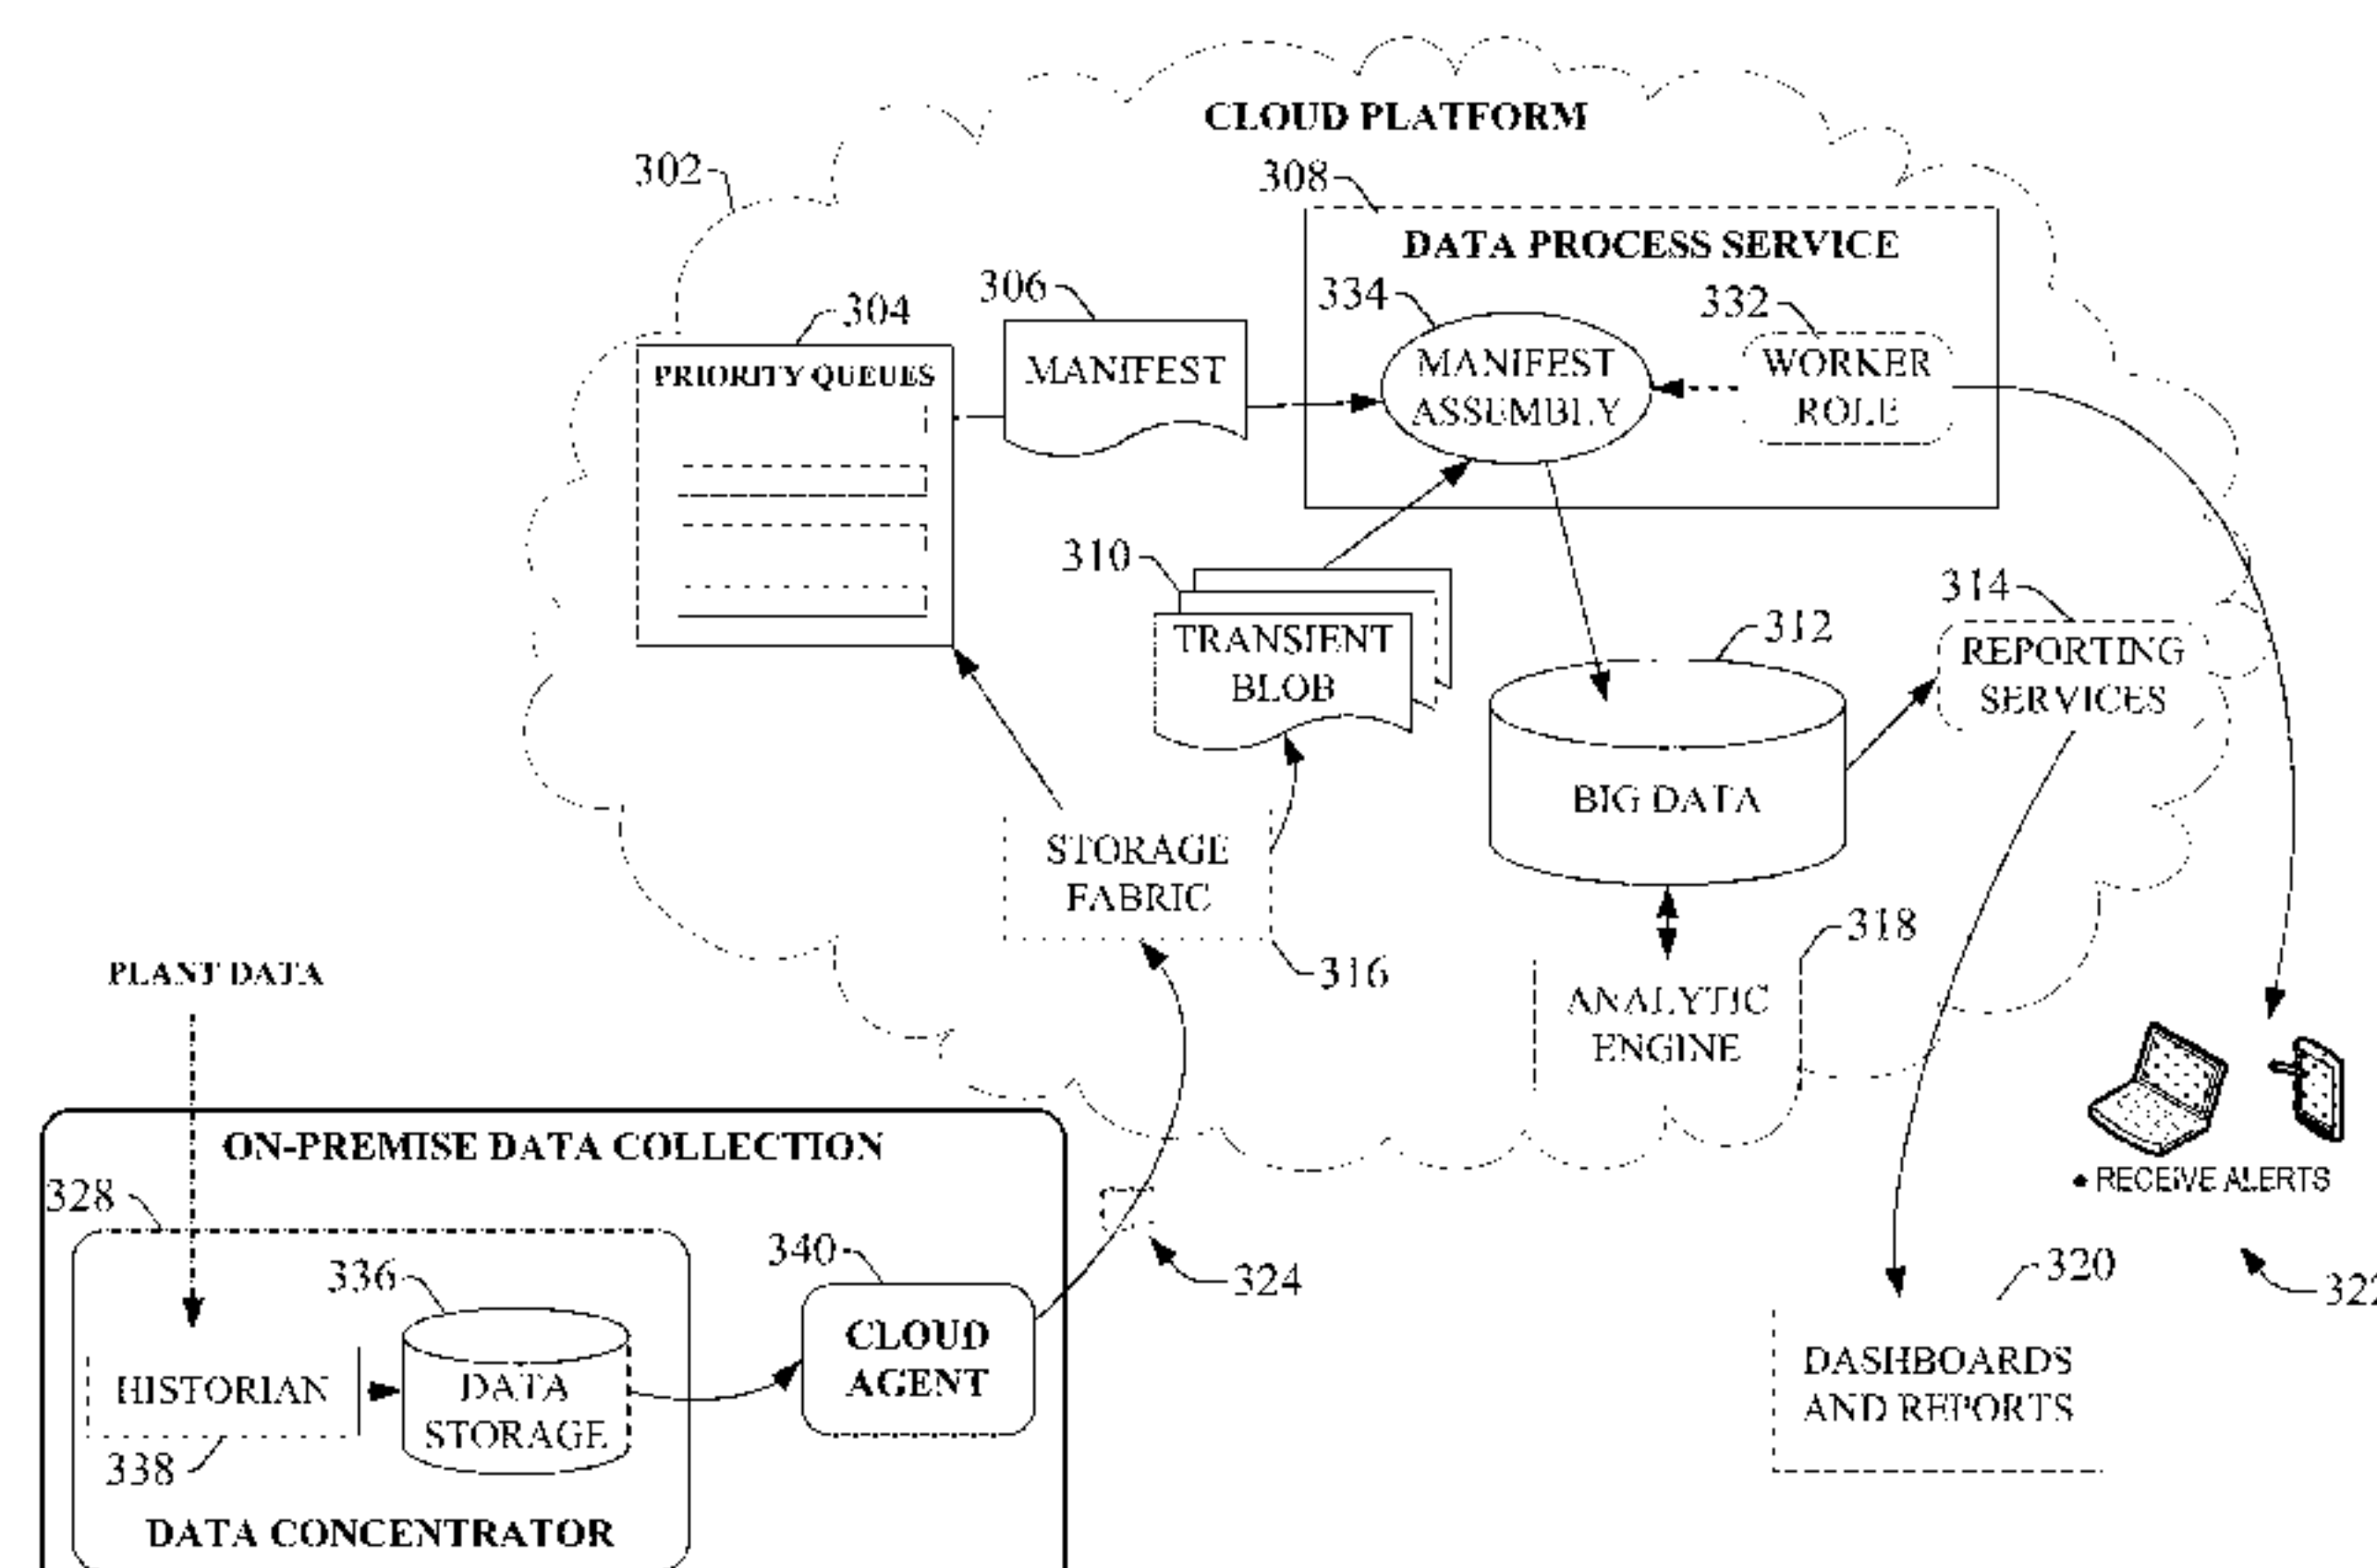 CLOUD PLATFORM
302
308
DATA PROCESS SERVICE
306
334
332
304
PRIORITY QUEUES
MANIFEST
MANIFEST
ASSEMBLY
WORKER
ROLE
310
TRANSIENT
BLOB
312
314
REPORTING
SERVICES
BIG DATA
STORAGE
FABRIC
316
318
ANALYTIC
ENGINE
PLANT DATA
ON-PREMISE DATA COLLECTION
• RECEIVE ALERTS
328
336
340
324
320
HISTORIAN
DATA
STORAGE
CLOUD
AGENT
DASHBOARDS
AND REPORTS
338
DATA CONCENTRATOR